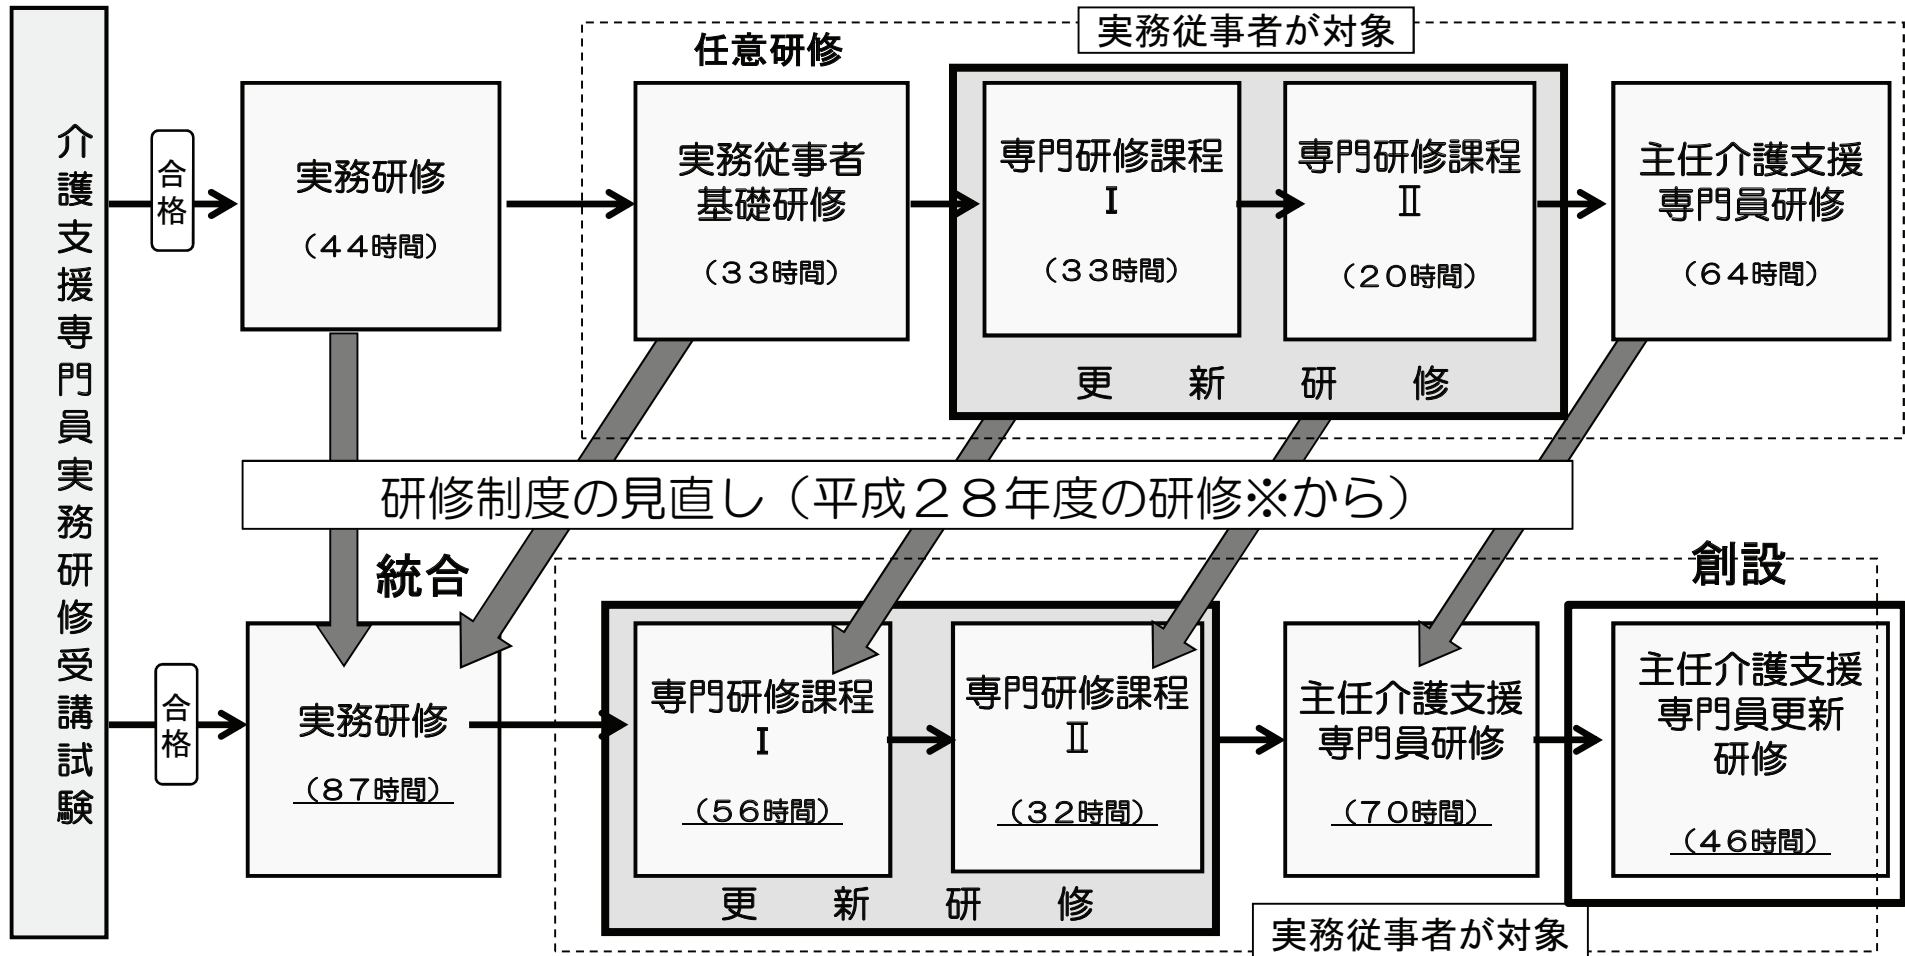 介護支援専門員実務研修受講試験
実務従事者が対象
任意研修
合格
実務研修
（４４時間）
実務従事者
基礎研修
（３３時間）
専門研修課程
Ⅰ
（３３時間）
専門研修課程
Ⅱ
（２０時間）
主任介護支援
専門員研修
（６４時間）
更新研修
研修制度の見直し（平成２８年度の研修※から）
統合
創設
合格
実務研修
（８７時間）
専門研修課程
Ⅰ
（５６時間）
専門研修課程
Ⅱ
（３２時間）
主任介護支援
専門員研修
（７０時間）
主任介護支援
専門員更新
研修
（４６時間）
更新研修
実務従事者が対象